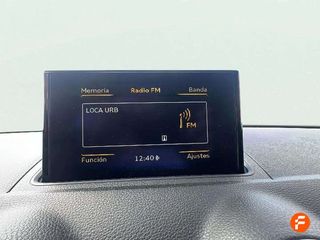 Memoria Radio FM Banda
LOCA URB
FM
Función 12:40 Ajustes
F